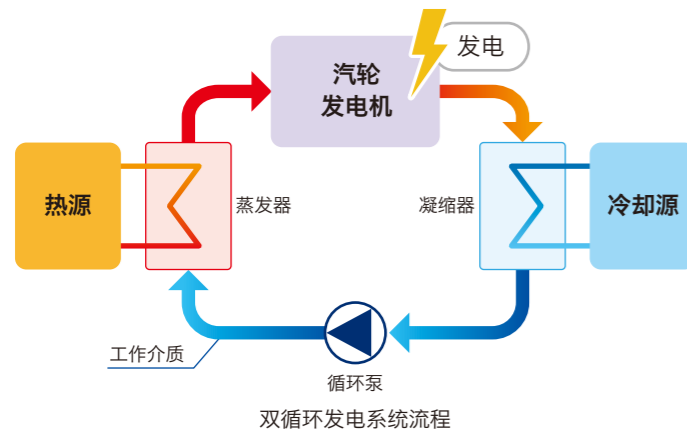 发电
汽轮
发电机
热源
蒸发器
凝缩器
冷却源
工作介质
循环泵
双循环发电系统流程